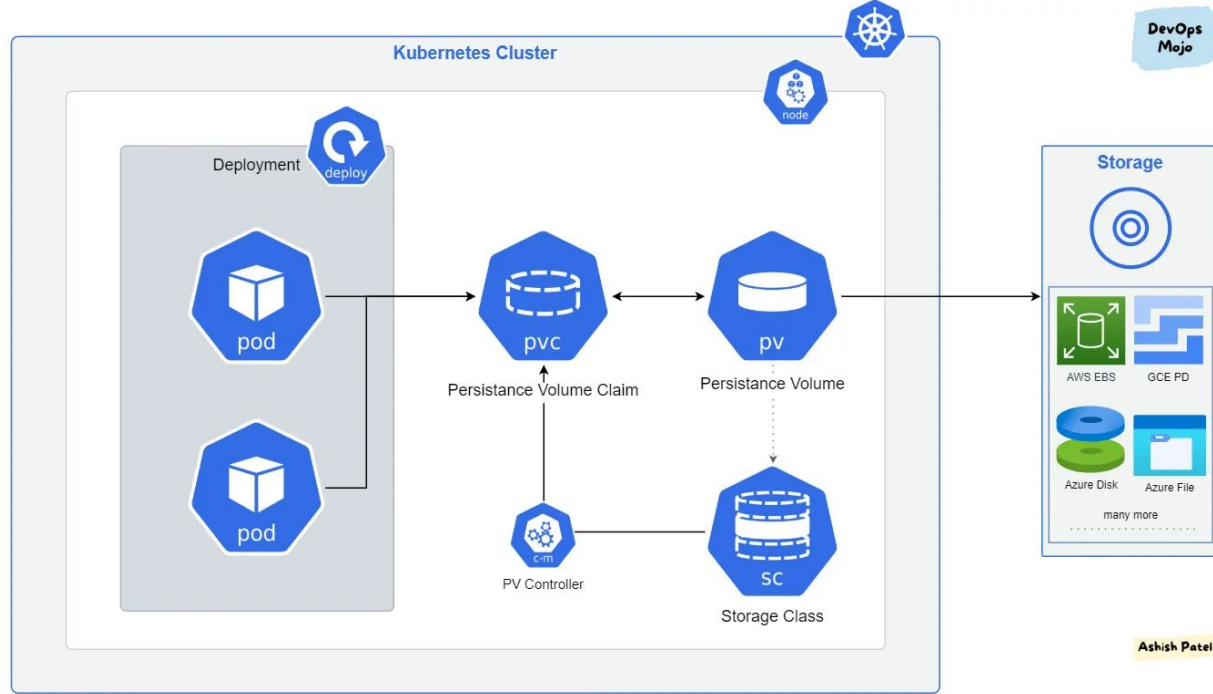 DevOps
Mojo
Kubernetes Cluster
node
Deployment
deploy
Storage
pod
pvc
pv
Persistance Volume Claim
Persistance Volume
AWS EBS
GCE PD
pod
c-m
PV Controller
sc
Storage Class
Azure Disk
Azure File
many more
Ashish Patel